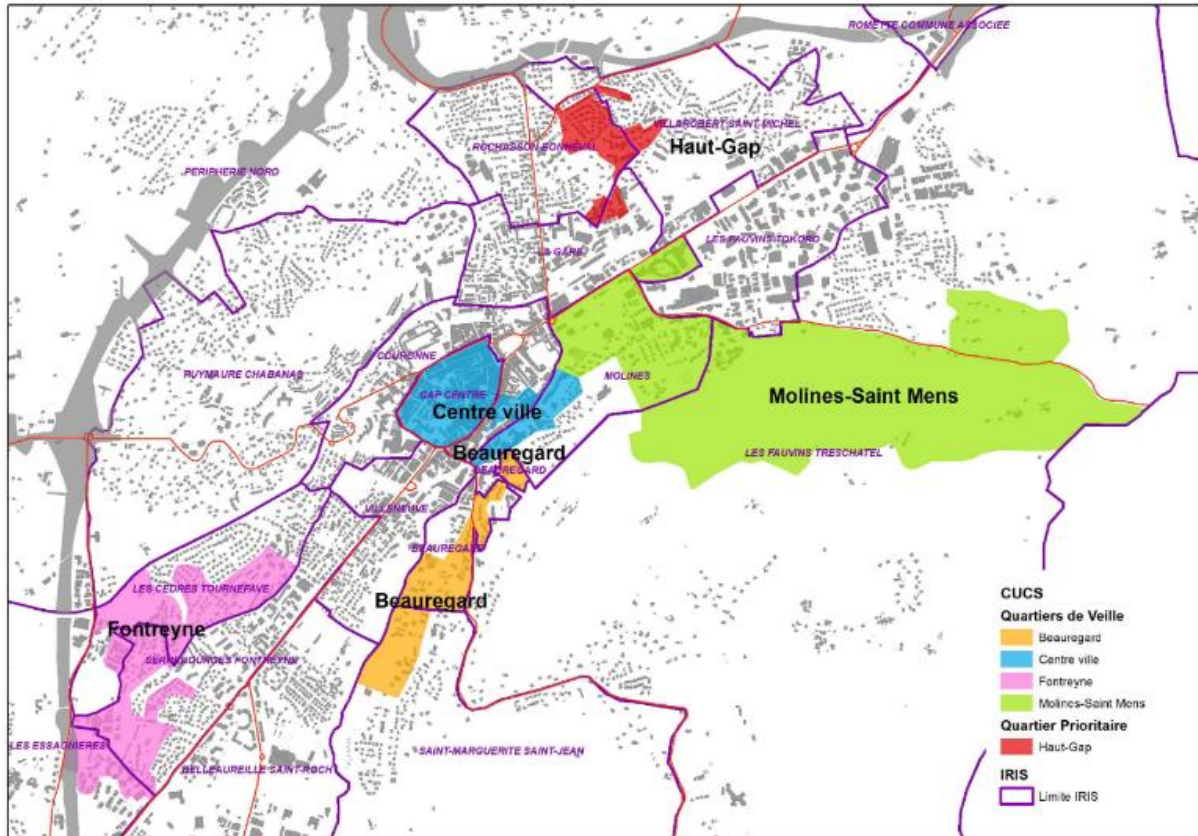 ROMETTE COMMUNE ASSOCIEE
VILLAROBERT SAINT-MICHEL
Haut-Gap
ROCHASSON BONNEVAL
PERIPHERIE NORD
LES FAUVINS TOKORO
LA GARE
COURONNE
PUYMAURE CHABANAS
MOLINES
GAP CENTRE
Centre ville
Molines-Saint Mens
Beauregard
LES FAUVINS TRESCHATEL
BEAUREGARD
VILLENEUVE
BEAUREGARD
LES CEDRES TOURNEFAVE
Beauregard
Fontreyne
SERREBOURGES FONTREYNE
LES ESSAGNIERES
SAINT-MARGUERITE SAINT-JEAN
BELLEAUREILLE SAINT-ROCH
CUCS
Quartiers de Veille
Beauregard
Centre ville
Fontreyne
Molines-Saint Mens
Quartier Prioritaire
Haut-Gap
IRIS
Limite IRIS